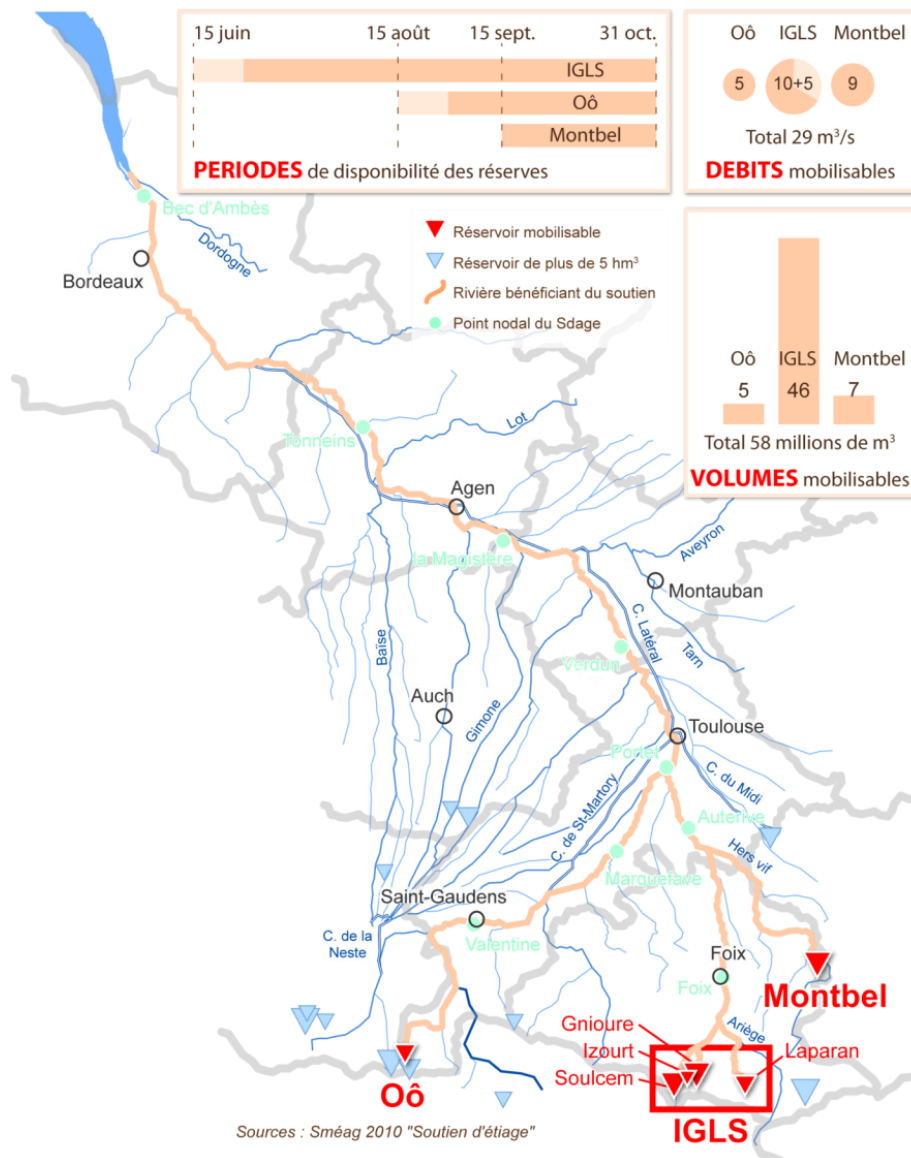 15 juin 15 août 15 sept. 31 oct.
IGLS
Oô
Montbel
PERIODES de disponibilité des réserves
Oô IGLS Montbel
5 10+5 9
Total 29 m³/s
DEBITS mobilisables
Réservoir mobilisable
Réservoir de plus de 5 hm³
Rivière bénéficiant du soutien
Point nodal du Sdage
Oô IGLS Montbel
5 46 7
Total 58 millions de m³
VOLUMES mobilisables
Bec d'Ambès
Dordogne
Bordeaux
Tonneins
Lot
Agen
la Magistère
Aveyron
Montauban
C. Latéral
Tarn
Baïse
Verdun
Auch
Gimone
Toulouse
Portet
C. du Midi
C. de St-Martory
Auterive
Hers vif
Marquefave
Saint-Gaudens
Valentine
C. de la
Neste
Foix
Foix
Montbel
Ariège
Gnioure
Izourt
Laparan
Soulcem
Oô
IGLS
Sources : Sméag 2010 "Soutien d'étiage"